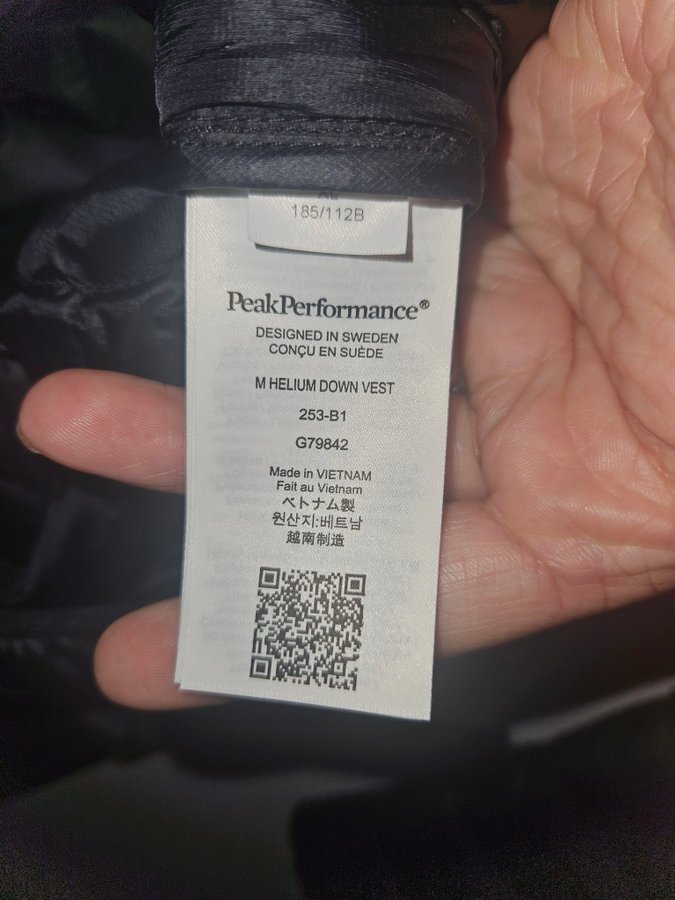 185/112B
PeakPerformance®
DESIGNED IN SWEDEN
CONÇU EN SUÈDE
M HELIUM DOWN VEST
253-B1
G79842
Made in VIETNAM
Fait au Vietnam
ベトナム製
원산지:베트남
越南制造